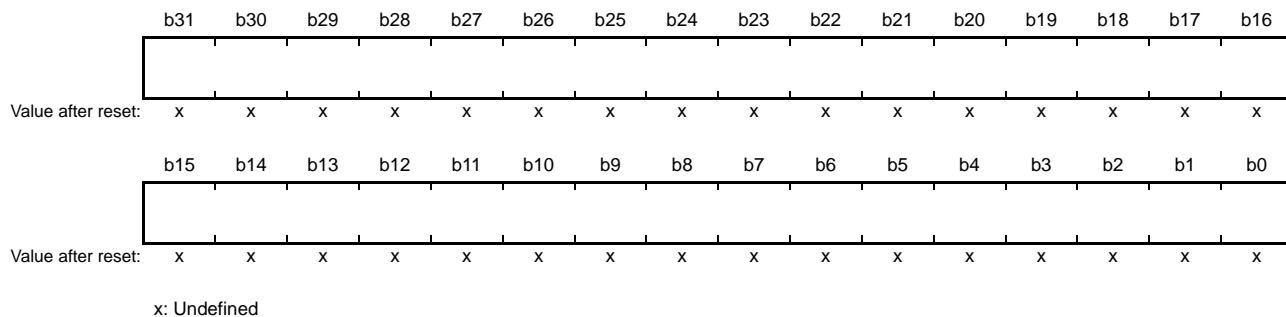 b31 b30 b29 b28 b27 b26 b25 b24 b23 b22 b21 b20 b19 b18 b17 b16
Value after reset: x x x x x x x x x x x x x x x x
b15 b14 b13 b12 b11 b10 b9 b8 b7 b6 b5 b4 b3 b2 b1 b0
Value after reset: x x x x x x x x x x x x x x x x
x: Undefined